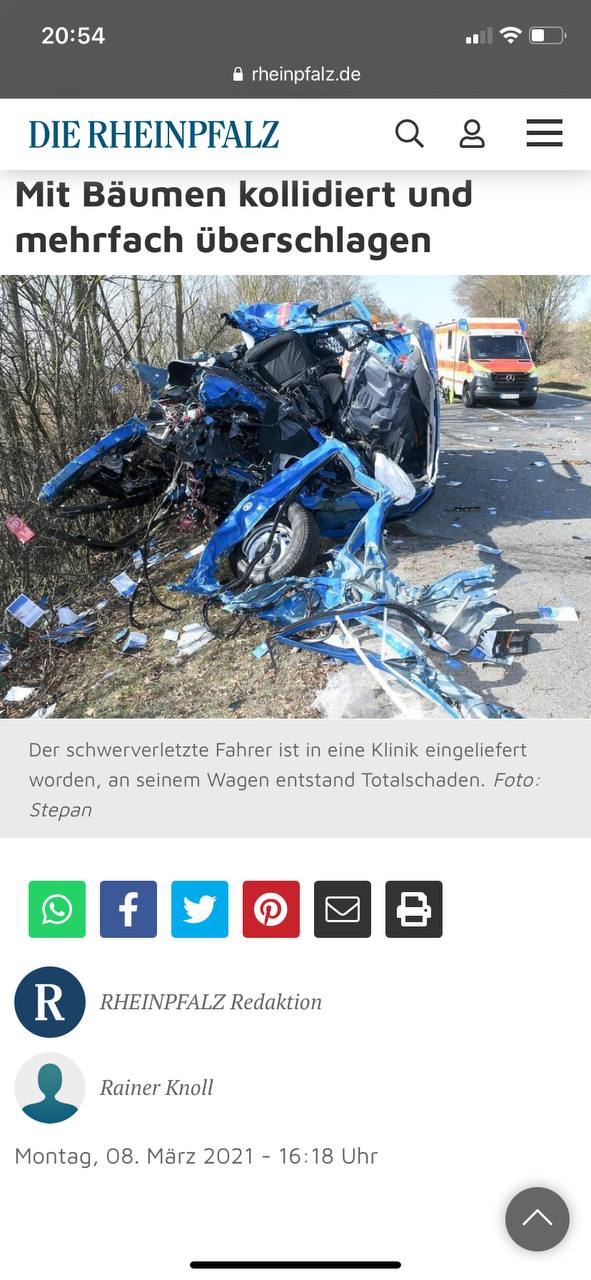 20:54
rheinpfalz.de
DIE RHEINPFALZ
Mit Bäumen kollidiert und
mehrfach überschlagen
Der schwerverletzte Fahrer ist in eine Klinik eingeliefert
worden, an seinem Wagen entstand Totalschaden. Foto:
Stepan
R
RHEINPFALZ Redaktion
Rainer Knoll
Montag, 08. März 2021 - 16:18 Uhr